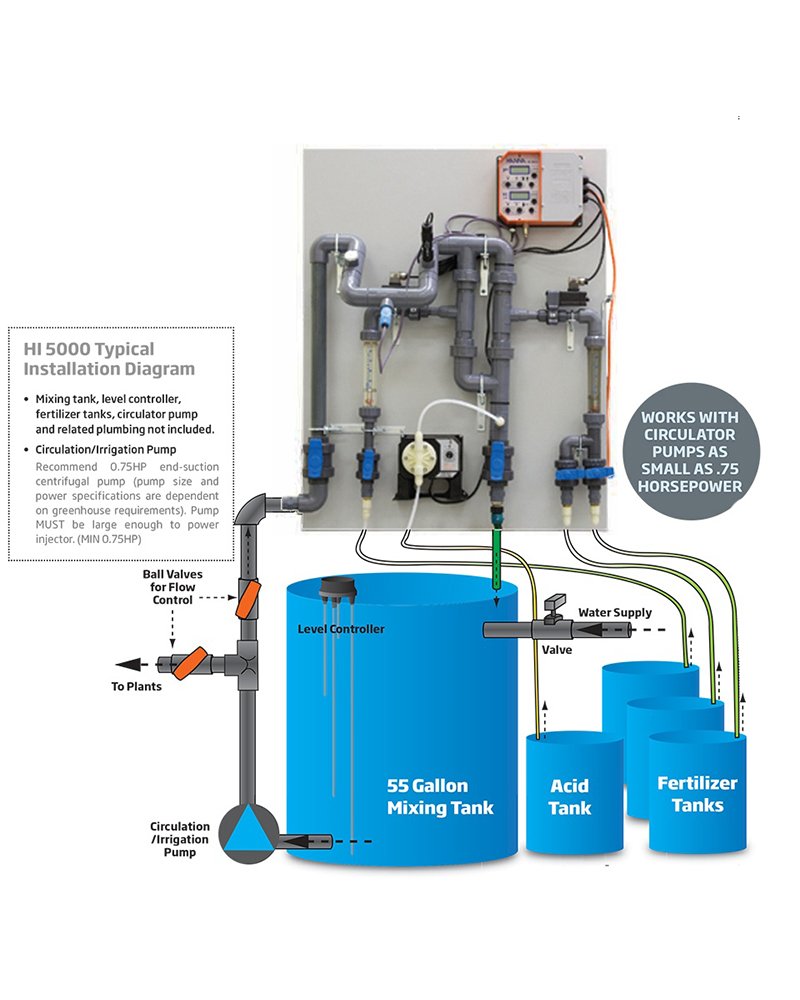 HANNA
HI 5000 Typical
Installation Diagram
• Mixing tank, level controller,
fertilizer tanks, circulator pump
and related plumbing not included.
• Circulation/Irrigation Pump
Recommend 0.75HP end-suction
centrifugal pump (pump size and
power specifications are dependent
on greenhouse requirements). Pump
MUST be large enough to power
injector. (MIN 0.75HP)
WORKS WITH
CIRCULATOR
PUMPS AS
SMALL AS .75
HORSEPOWER
Ball Valves
for Flow
Control
To Plants
Level Controller
Water Supply
Valve
55 Gallon
Mixing Tank
Acid
Tank
Fertilizer
Tanks
Circulation
/Irrigation
Pump